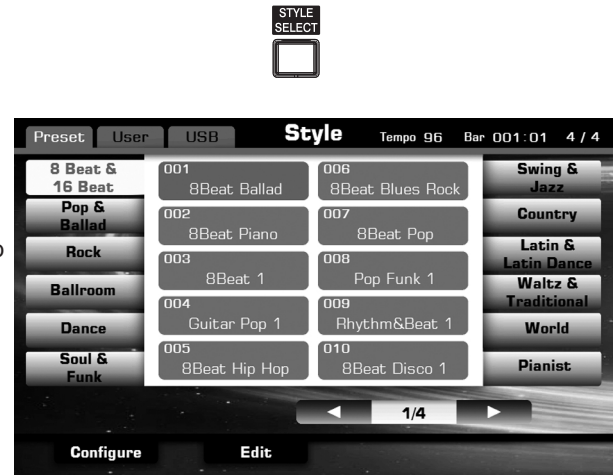 STYLE
SELECT
Preset User USB Style Tempo 96 Bar 001:01 4/4
8 Beat &
16 Beat
Pop &
Ballad
Rock
Ballroom
Dance
Soul &
Funk
001
8Beat Ballad
002
8Beat Piano
003
8Beat 1
004
Guitar Pop 1
005
8Beat Hip Hop
006
8Beat Blues Rock
007
8Beat Pop
008
Pop Funk 1
009
Rhythm&Beat 1
010
8Beat Disco 1
Swing &
Jazz
Country
Latin &
Latin Dance
Waltz &
Traditional
World
Pianist
1/4
Configure Edit